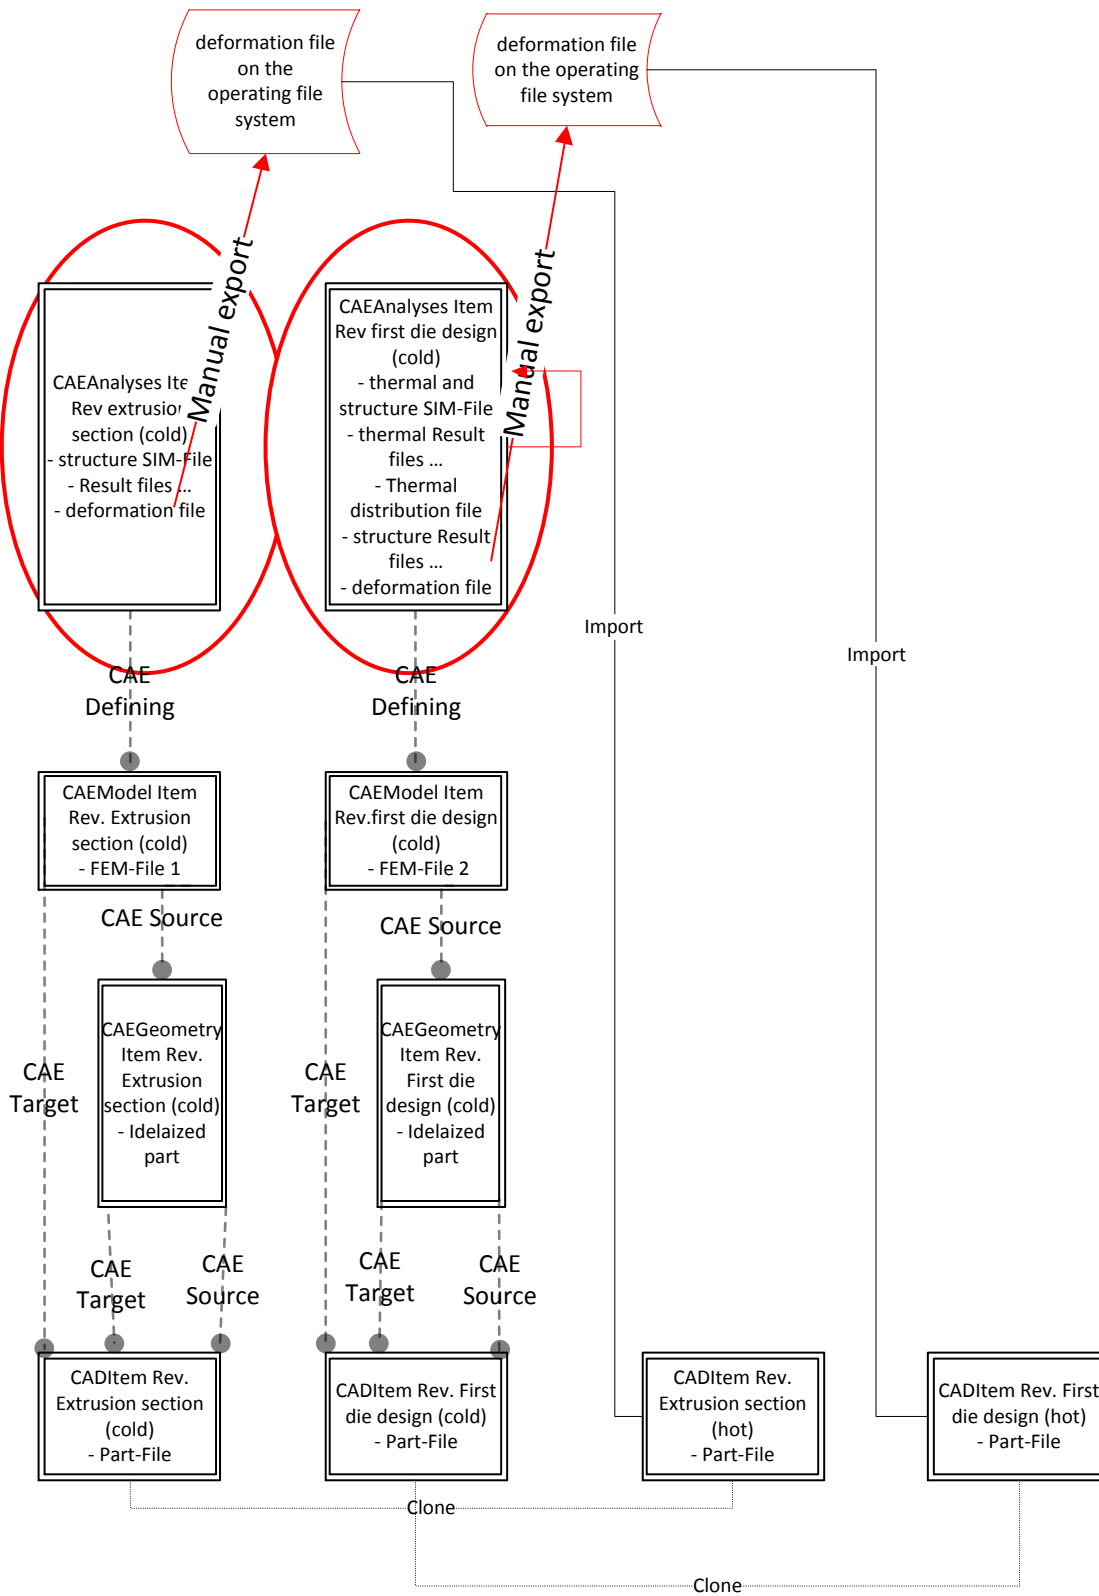 deformation file
on the
operating file
system
deformation file
on the operating
file system
Manual export
Manual export
CAEAnalyses Ite
Rev extrusion
section (cold)
- structure SIM-File
- Result files ...
- deformation file
CAEAnalyses Item
Rev first die design
(cold)
- thermal and
structure SIM-File
- thermal Result
files ...
- Thermal
distribution file
- structure Result
files ...
- deformation file
Import
Import
CAE
Defining
CAE
Defining
CAEModel Item
Rev. Extrusion
section (cold)
- FEM-File 1
CAEModel Item
Rev.first die design
(cold)
- FEM-File 2
CAE Source
CAE Source
CAEGeometry
Item Rev.
Extrusion
section (cold)
- Idelaized
part
CAEGeometry
Item Rev.
First die
design (cold)
- Idelaized
part
CAE
Target
CAE
Target
CAE
Target
CAE
Source
CAE
Target
CAE
Source
CADItem Rev.
Extrusion section
(cold)
- Part-File
CADItem Rev. First
die design (cold)
- Part-File
CADItem Rev.
Extrusion section
(hot)
- Part-File
CADItem Rev. First
die design (hot)
- Part-File
Clone
Clone